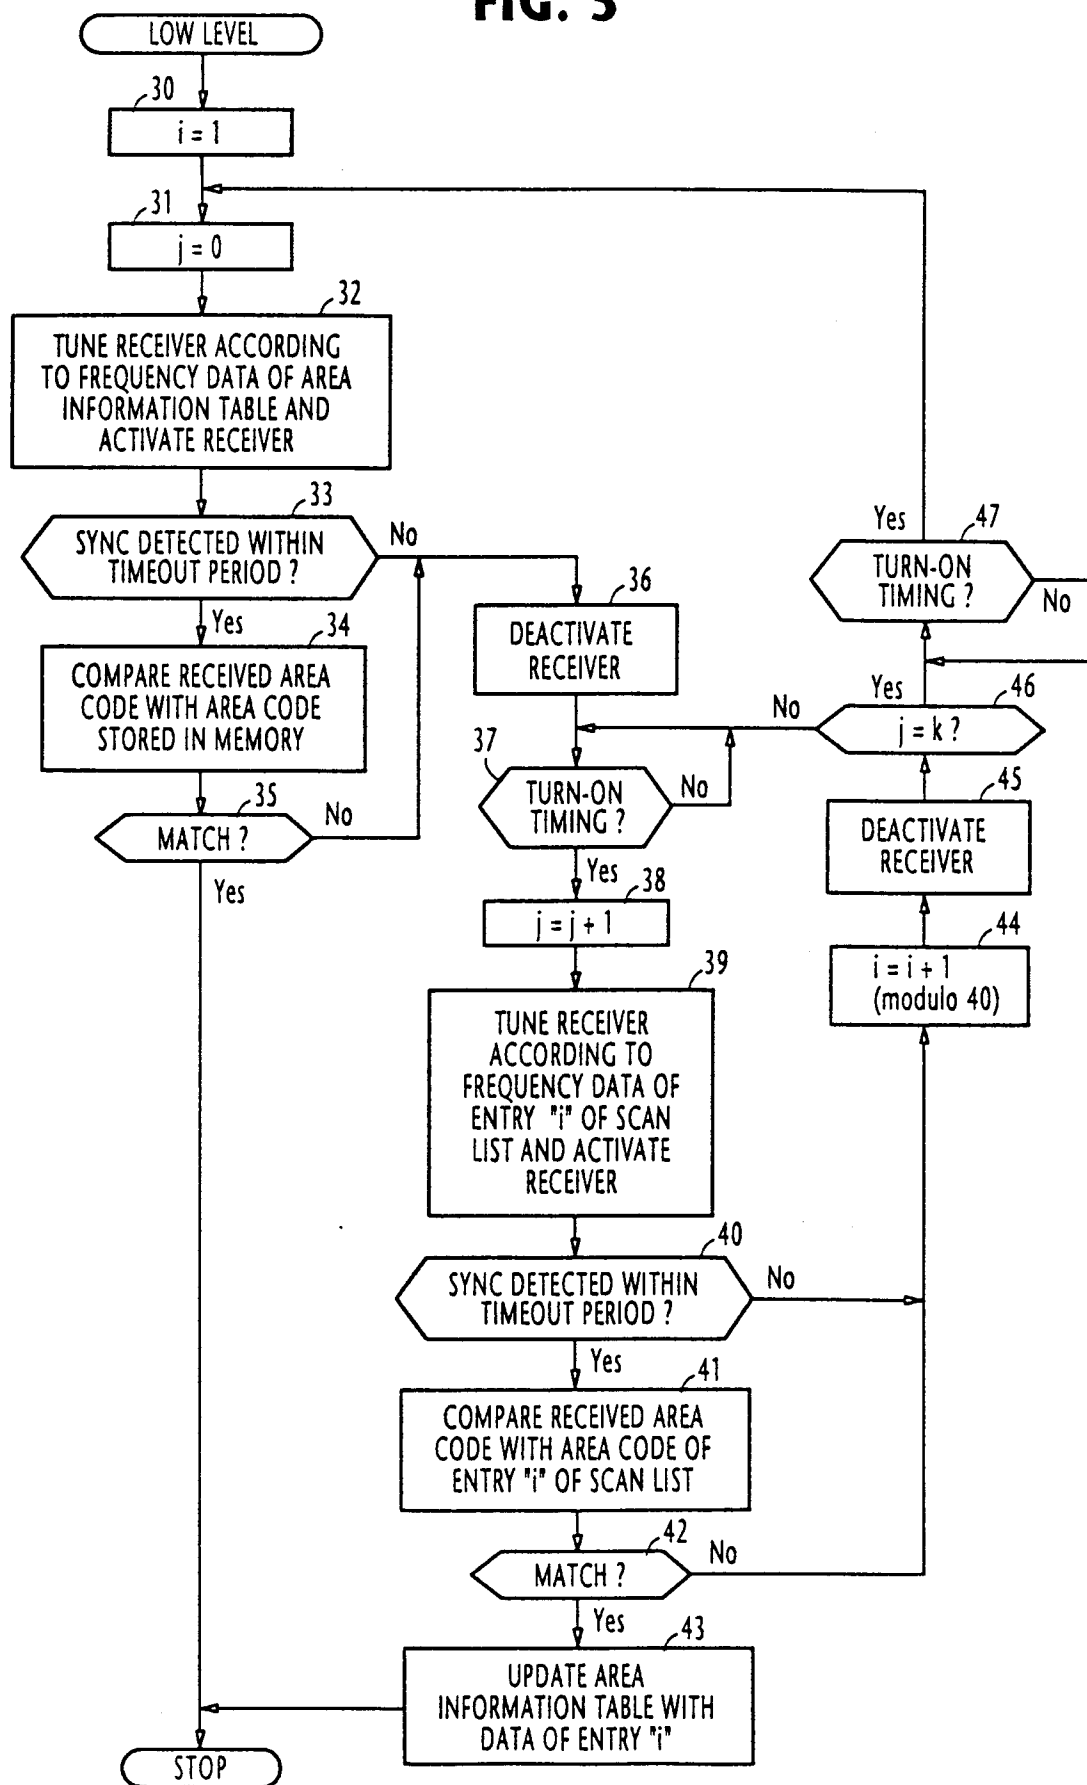 FIG. 3
LOW LEVEL
30
i = 1
31
j = 0
32
TUNE RECEIVER ACCORDING
TO FREQUENCY DATA OF AREA
INFORMATION TABLE AND
ACTIVATE RECEIVER
33
SYNC DETECTED WITHIN
TIMEOUT PERIOD ?
No
Yes
34
COMPARE RECEIVED AREA
CODE WITH AREA CODE
STORED IN MEMORY
35
MATCH ?
No
Yes
36
DEACTIVATE
RECEIVER
37
TURN-ON
TIMING ?
No
Yes
38
j = j + 1
39
TUNE RECEIVER
ACCORDING TO
FREQUENCY DATA OF
ENTRY "i" OF SCAN
LIST AND ACTIVATE
RECEIVER
40
SYNC DETECTED WITHIN
TIMEOUT PERIOD ?
No
Yes
41
COMPARE RECEIVED AREA
CODE WITH AREA CODE OF
ENTRY "i" OF SCAN LIST
42
MATCH ?
No
Yes
43
UPDATE AREA
INFORMATION TABLE WITH
DATA OF ENTRY "i"
44
i = i + 1
(modulo 40)
45
DEACTIVATE
RECEIVER
46
j = k ?
No
Yes
47
TURN-ON
TIMING ?
Yes
No
STOP